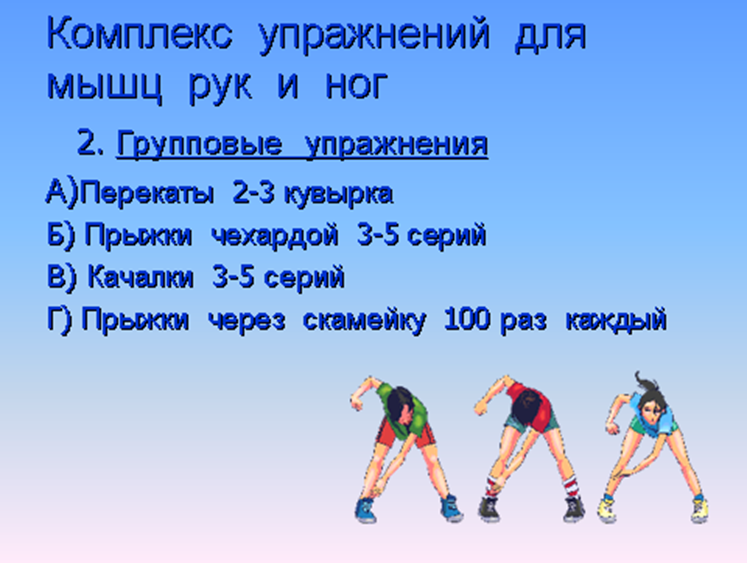 Комплекс упражнений для
мышц рук и ног
2. Групповые упражнения
А)Перекаты 2-3 кувырка
Б) Прыжки чехардой 3-5 серий
В) Качалки 3-5 серий
Г) Прыжки через скамейку 100 раз каждый